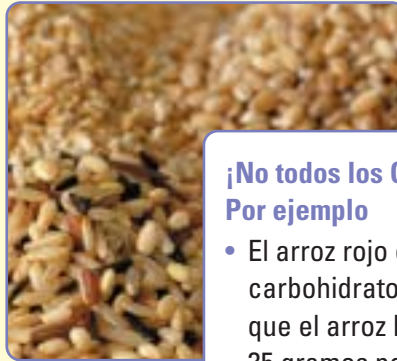 ¡No todos los
Por ejemplo
• El arroz rojo
carbohidrato
que el arroz
25 gramos